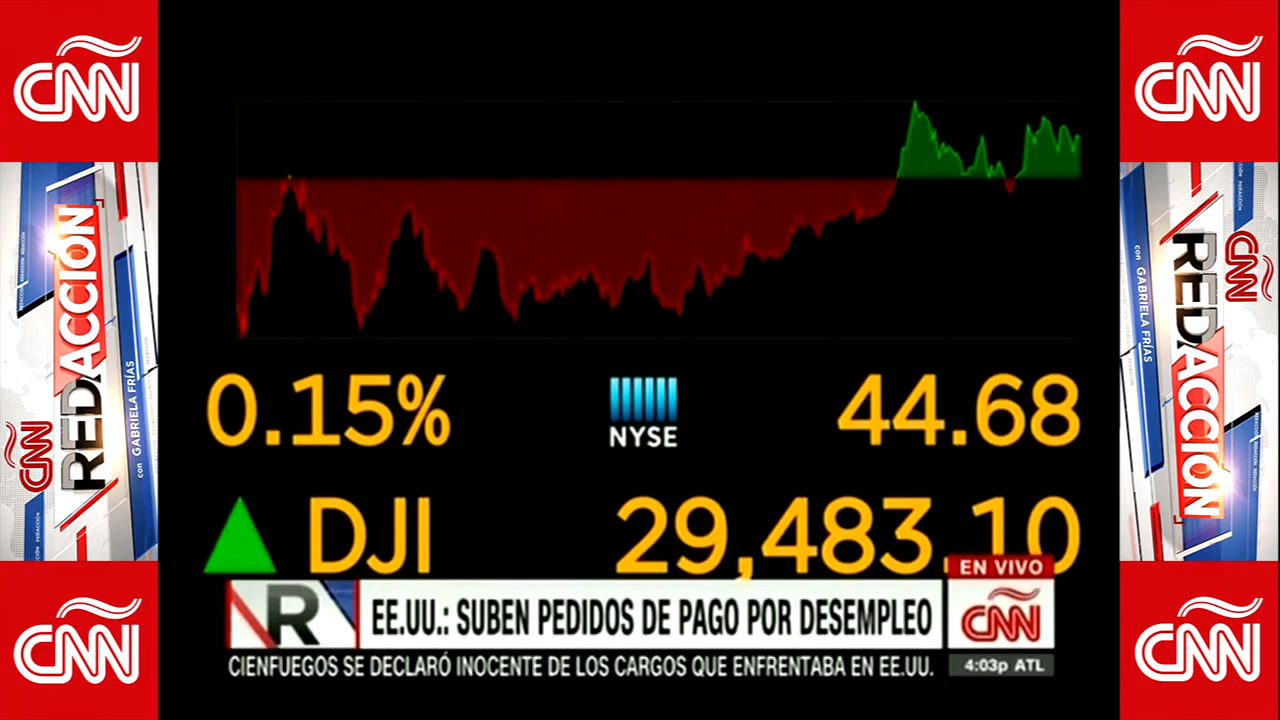 CNN
CNN
0.15%
NYSE
44.68
DJI
29,483.10
EN VIVO
R
EE.UU.: SUBEN PEDIDOS DE PAGO POR DESEMPLEO
CNN
CIENFUEGOS SE DECLARÓ INOCENTE DE LOS CARGOS QUE ENFRENTABA EN EE.UU.
4:03p ATL
CNN
REDACCIÓN
con GABRIELA FRÍAS
CNN
REDACCIÓN
con GABRIELA FRÍAS
CNN
CNN